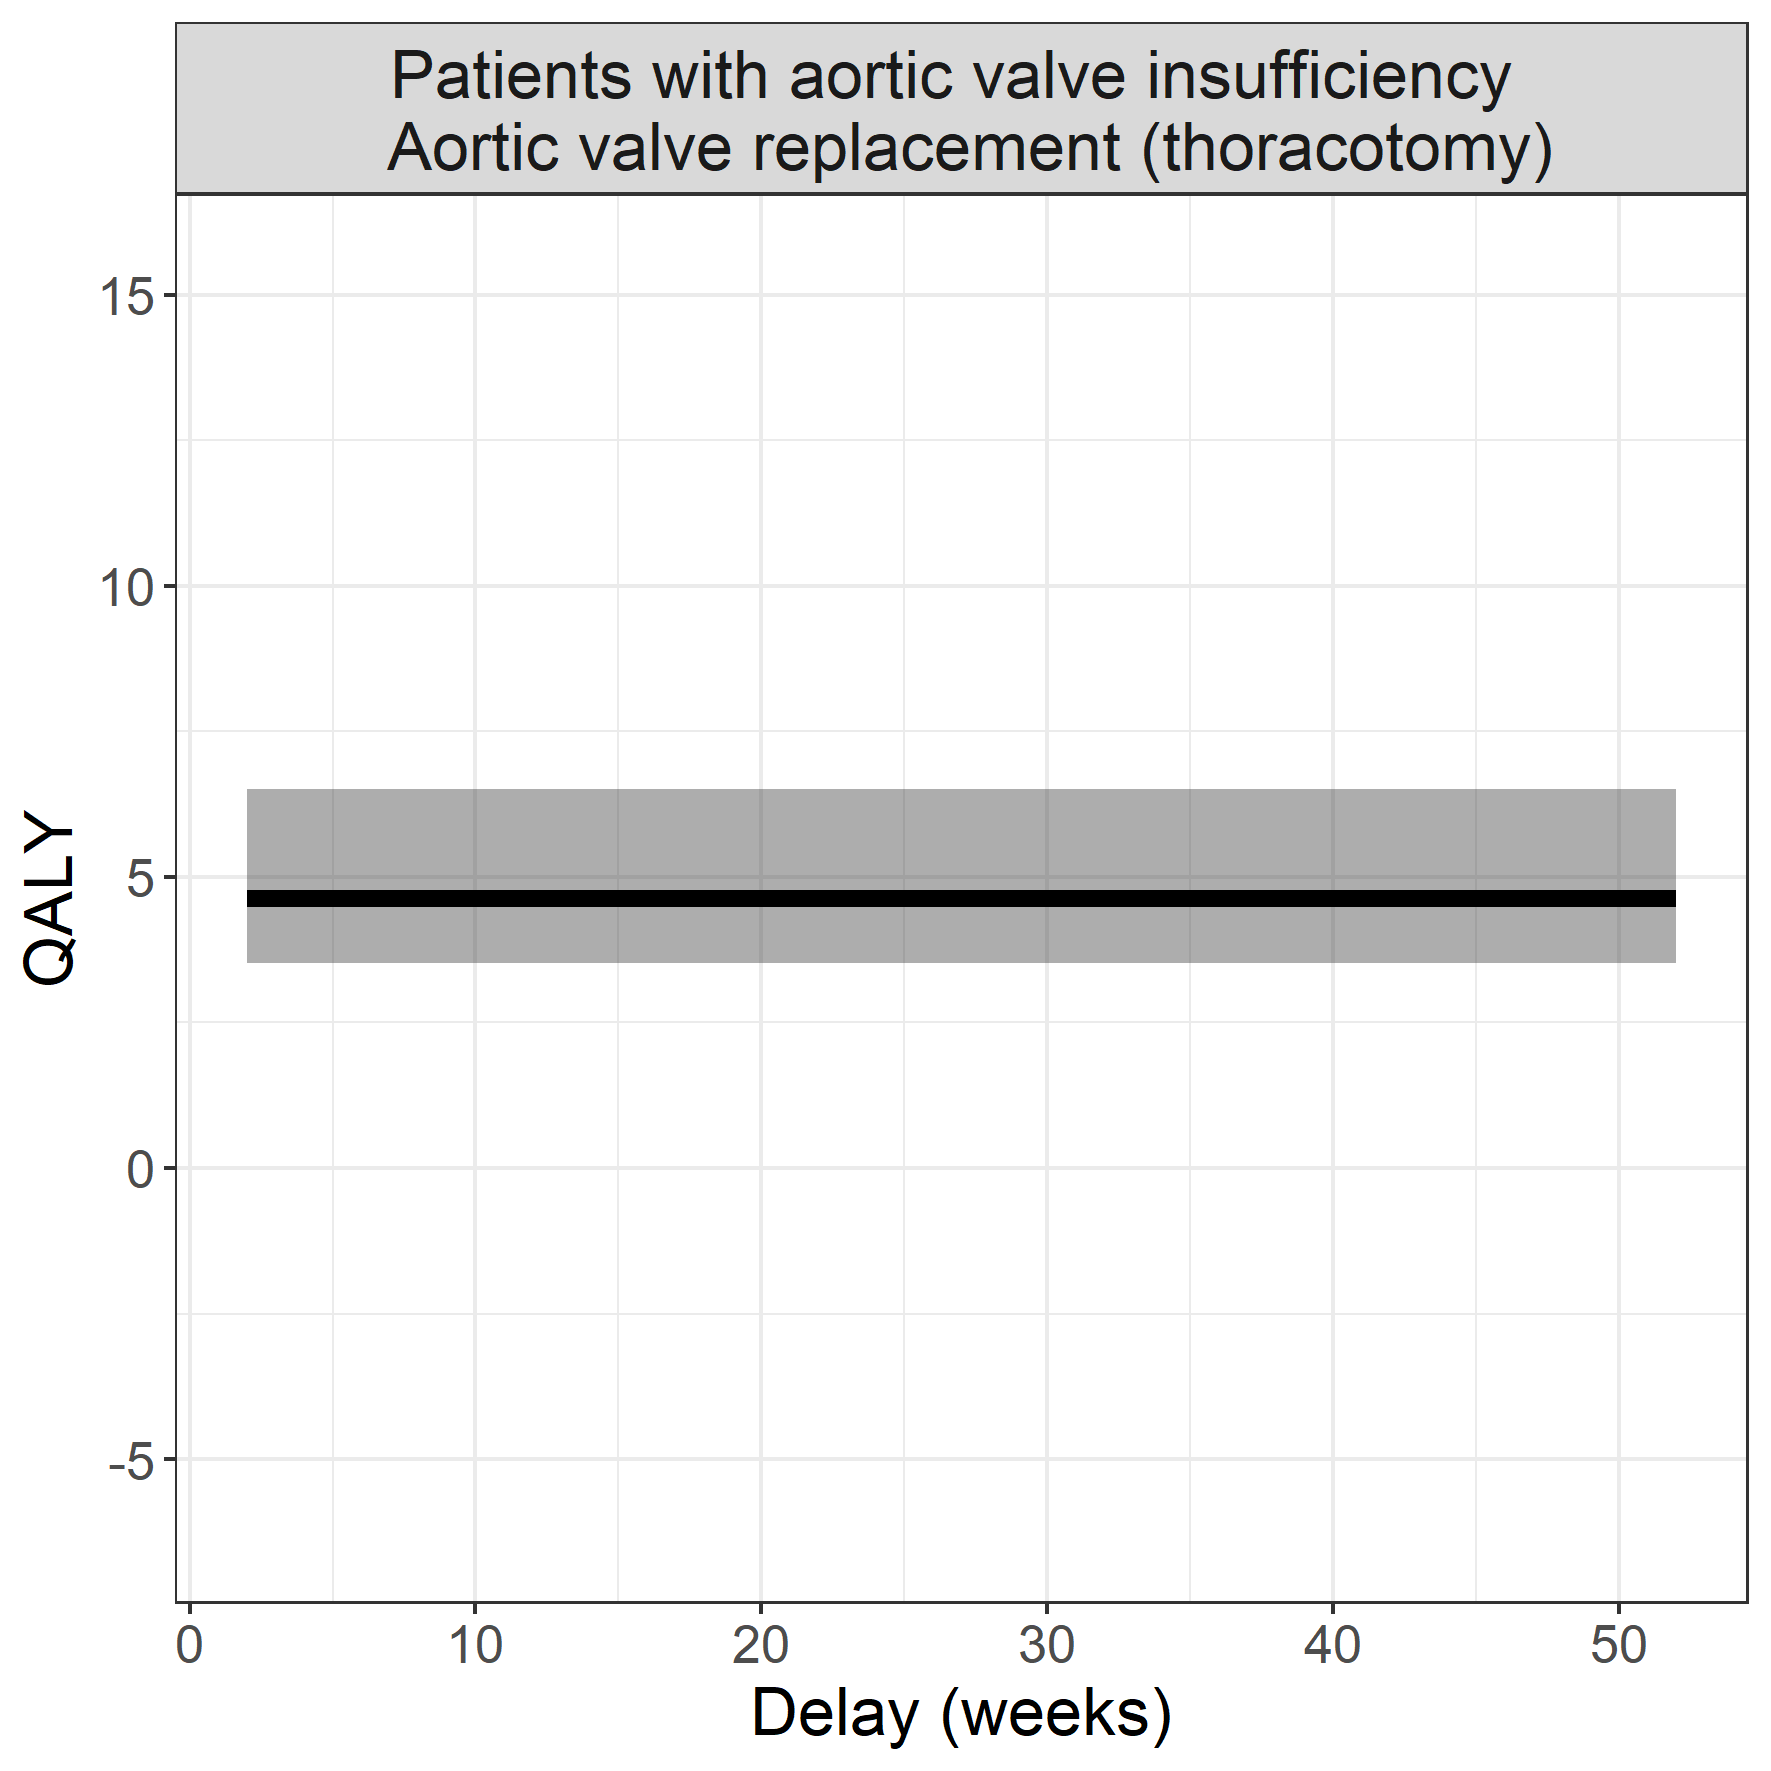 Patients with aortic valve insufficiency
Aortic valve replacement (thoracotomy)
15
10
5
0
-5
QALY
0 10 20 30 40 50
Delay (weeks)